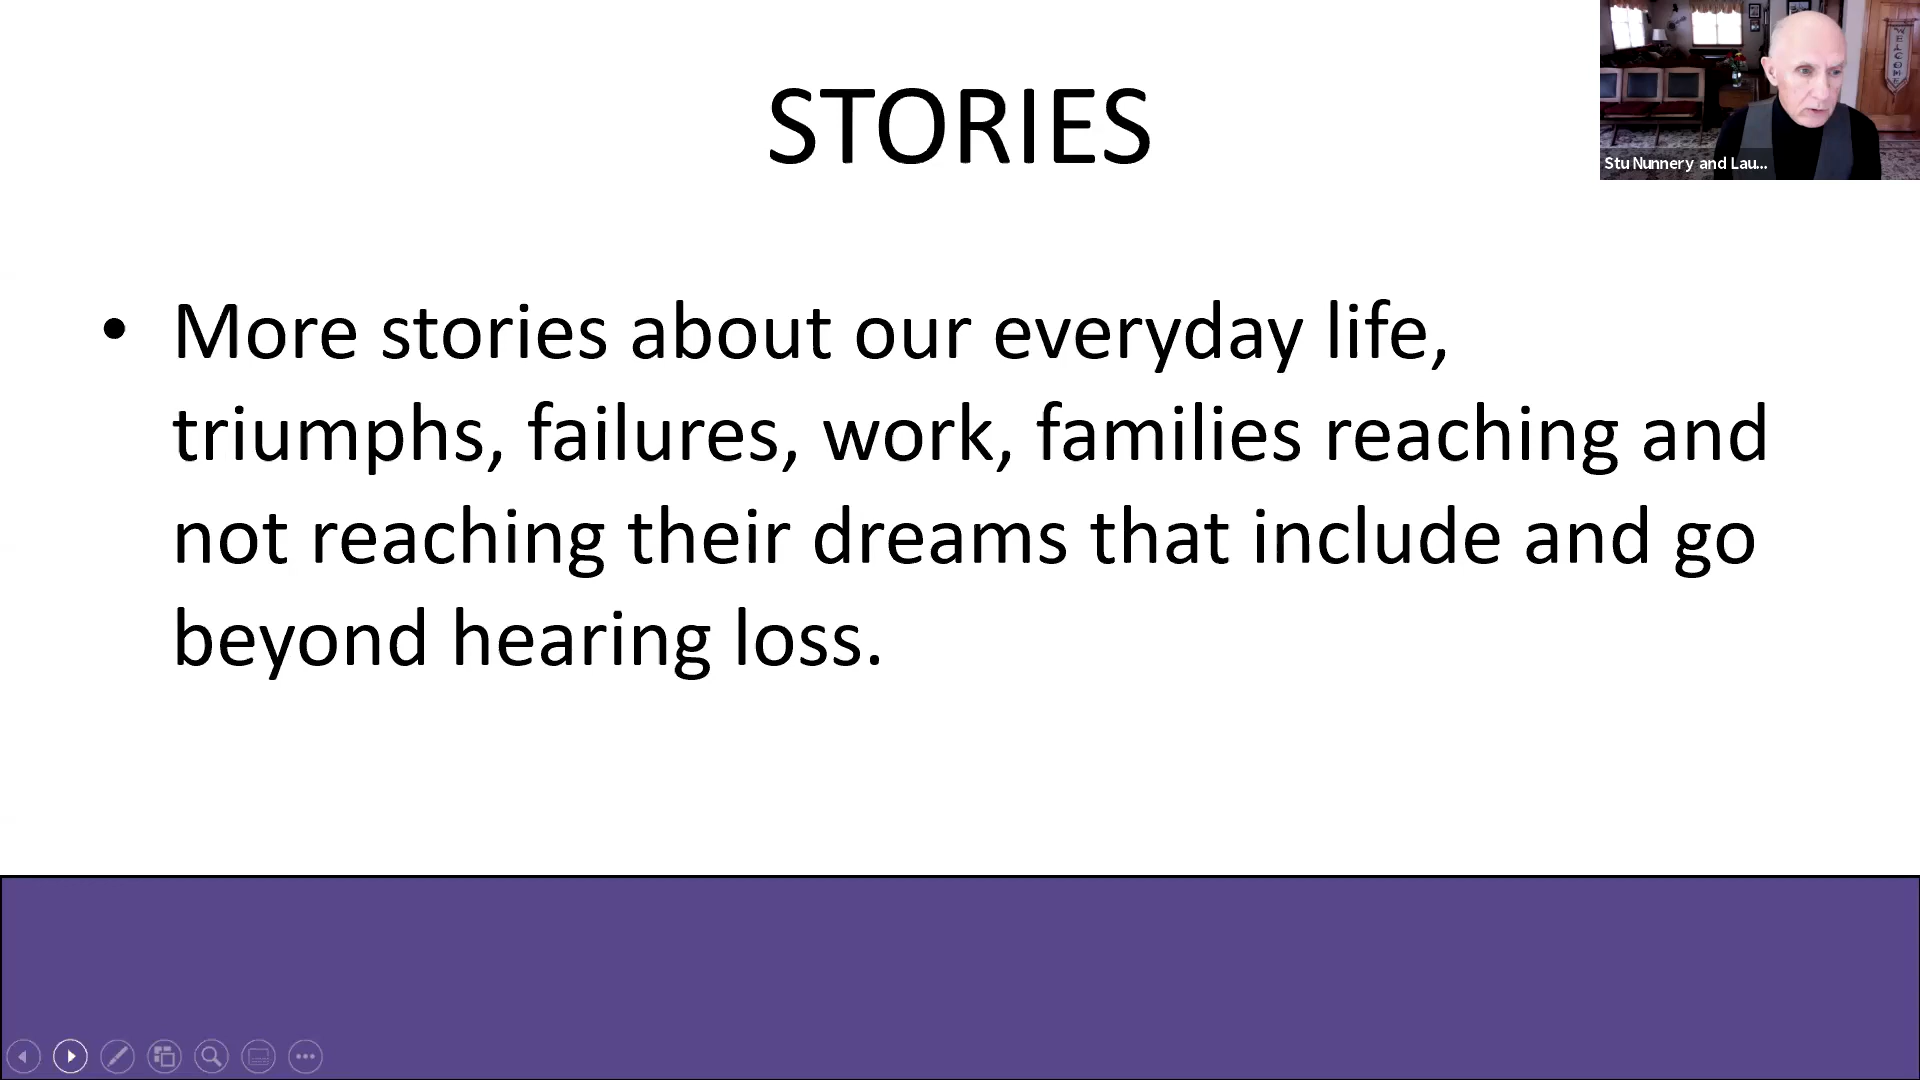 STORIES
• More stories about our everyday life,
triumphs, failures, work, families reaching and
not reaching their dreams that include and go
beyond hearing loss.
Stu Nunnery and Lau...
WELCOME